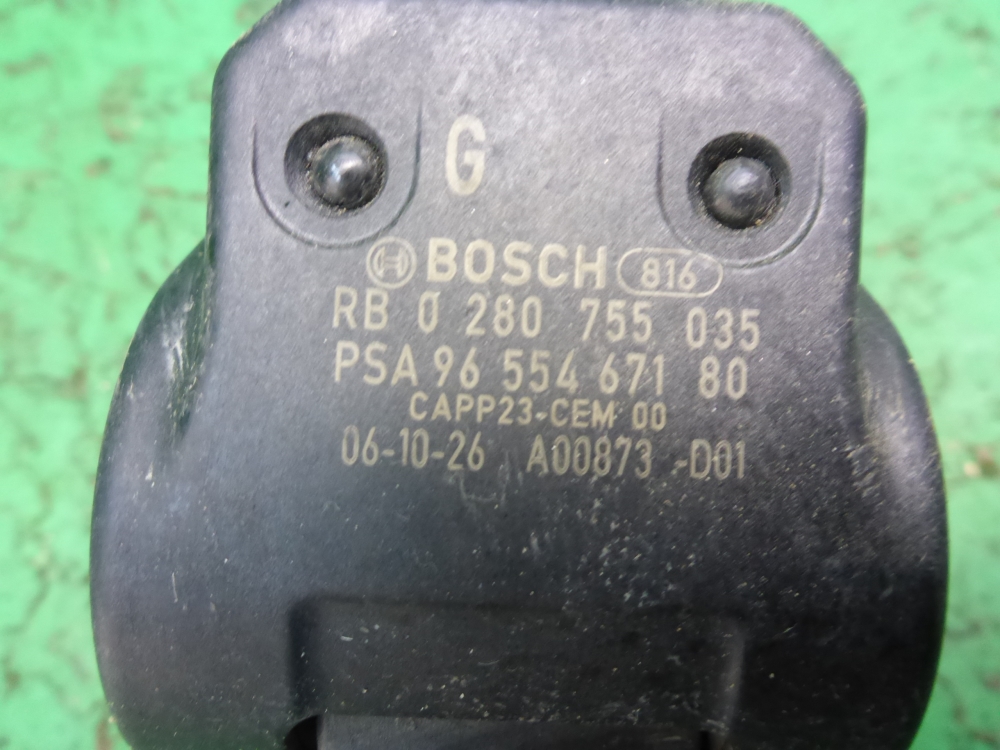 G
BOSCH 816
RB 0 280 755 035
PSA 96 554 671 80
CAPP23-CEM 00
06-10-26 A00873 -D01